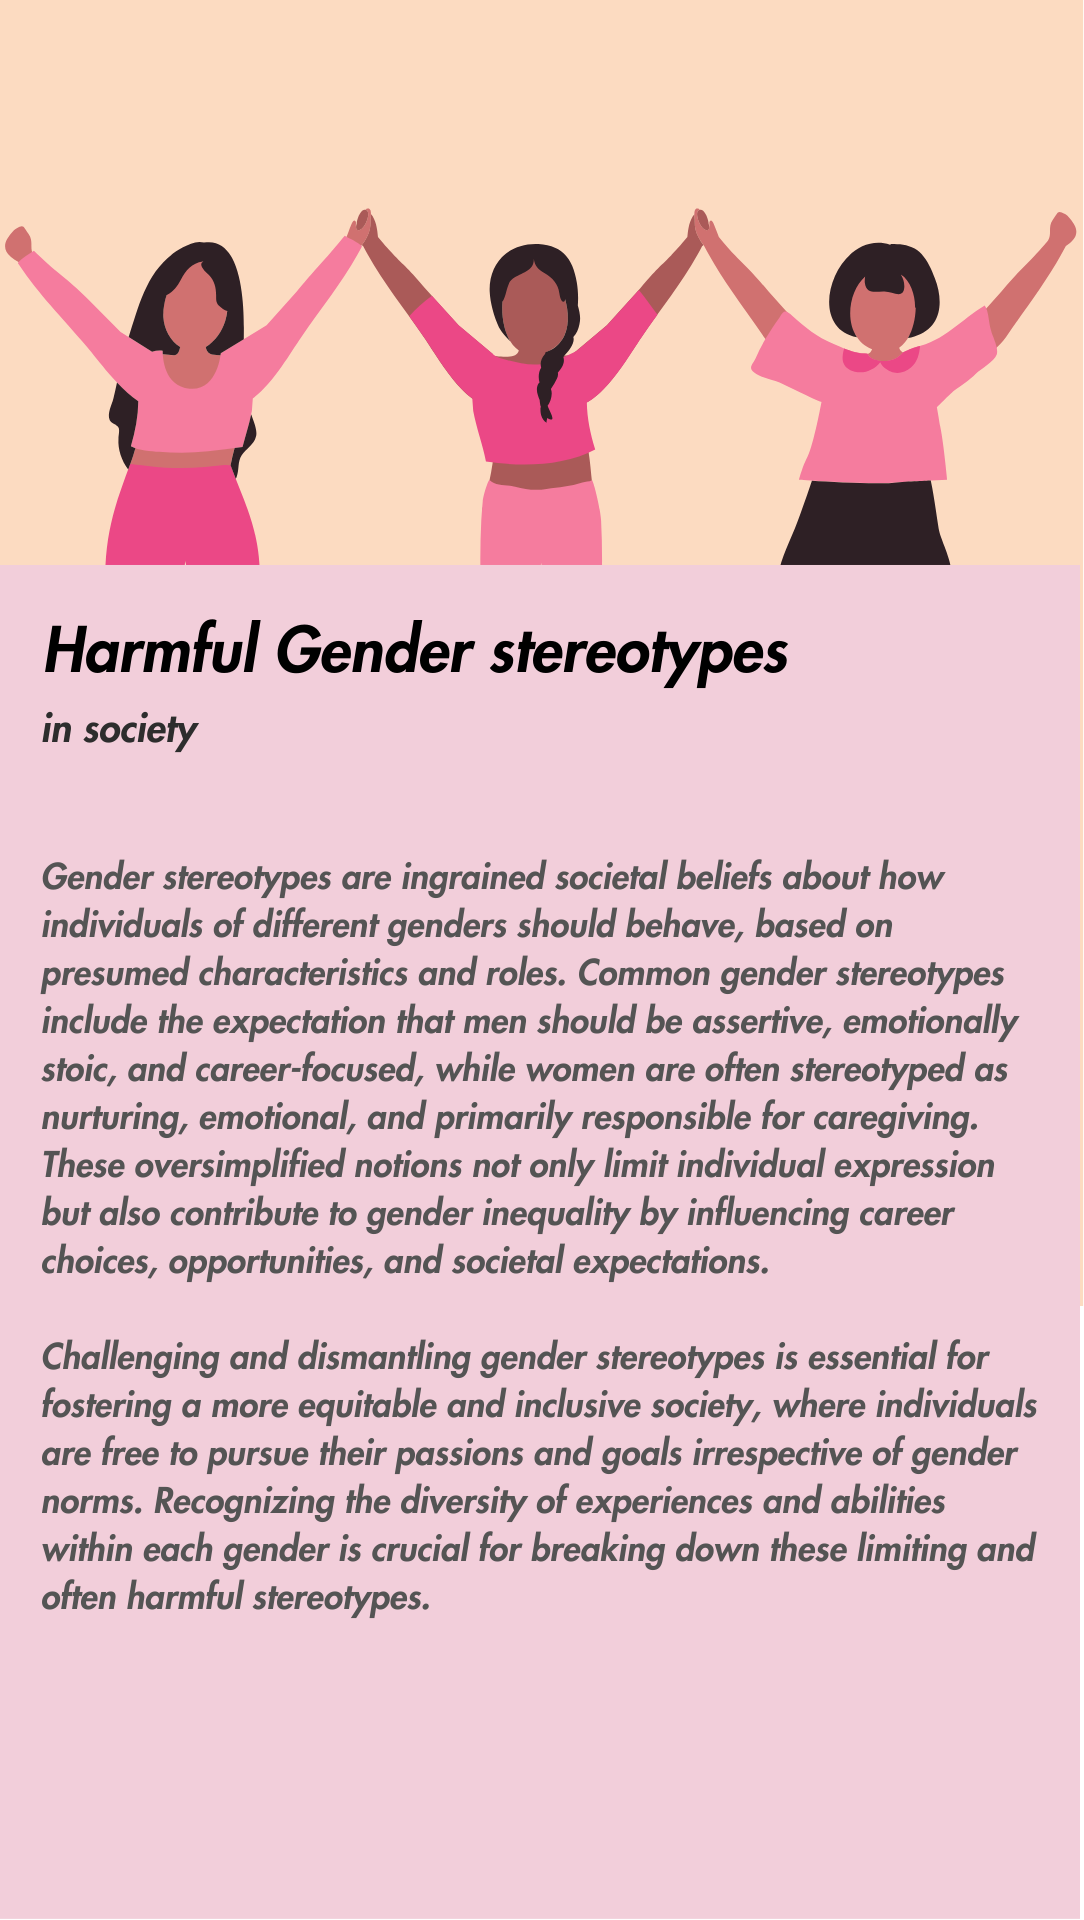 Harmful Gender stereotypes
in society
Gender stereotypes are ingrained societal beliefs about how
individuals of different genders should behave, based on
presumed characteristics and roles. Common gender stereotypes
include the expectation that men should be assertive, emotionally
stoic, and career-focused, while women are often stereotyped as
nurturing, emotional, and primarily responsible for caregiving.
These oversimplified notions not only limit individual expression
but also contribute to gender inequality by influencing career
choices, opportunities, and societal expectations.
Challenging and dismantling gender stereotypes is essential for
fostering a more equitable and inclusive society, where individuals
are free to pursue their passions and goals irrespective of gender
norms. Recognizing the diversity of experiences and abilities
within each gender is crucial for breaking down these limiting and
often harmful stereotypes.